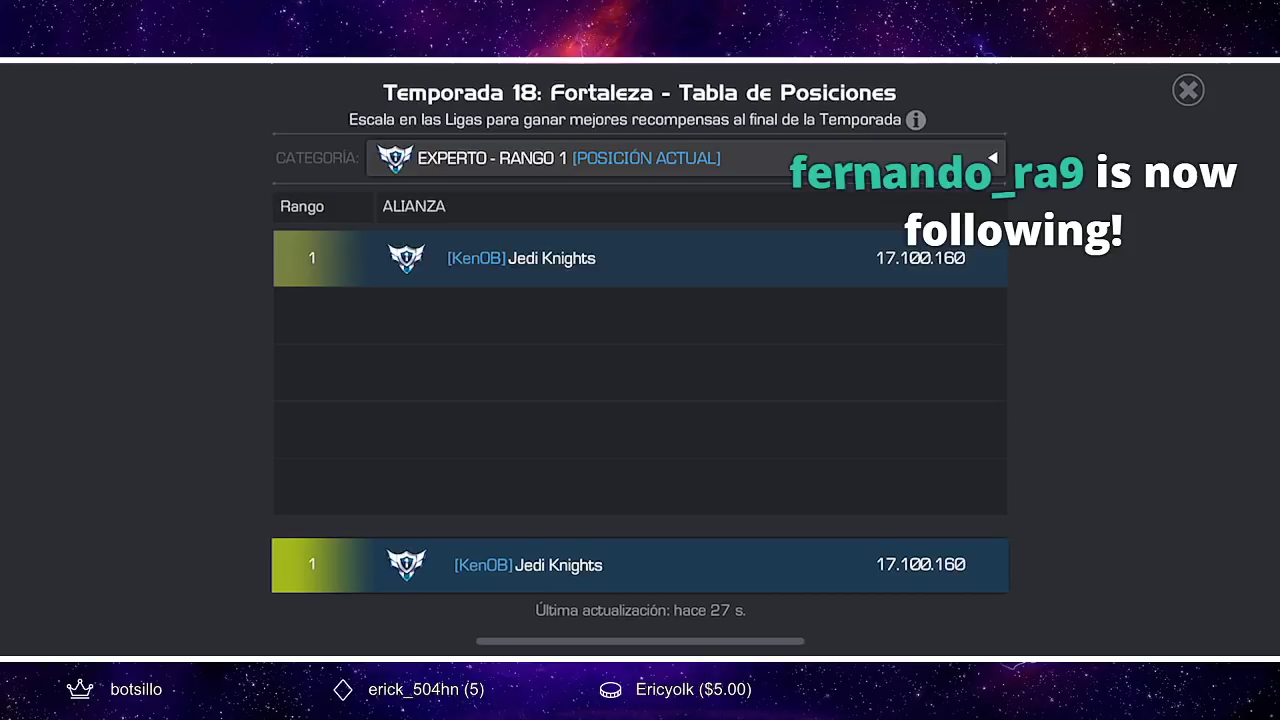 Temporada 18: Fortaleza - Tabla de Posiciones
Escala en las Ligas para ganar mejores recompensas al final de la Temporada
CATEGORÍA: EXPERTO - RANGO 1 [POSICIÓN ACTUAL]
fernando_ra9 is now
following!
Rango ALIANZA
1 [KenOB] Jedi Knights 17.100.160
1 [KenOB] Jedi Knights 17.100.160
Última actualización: hace 27 s.
botsillo erick_504hn (5) Ericyolk ($5.00)